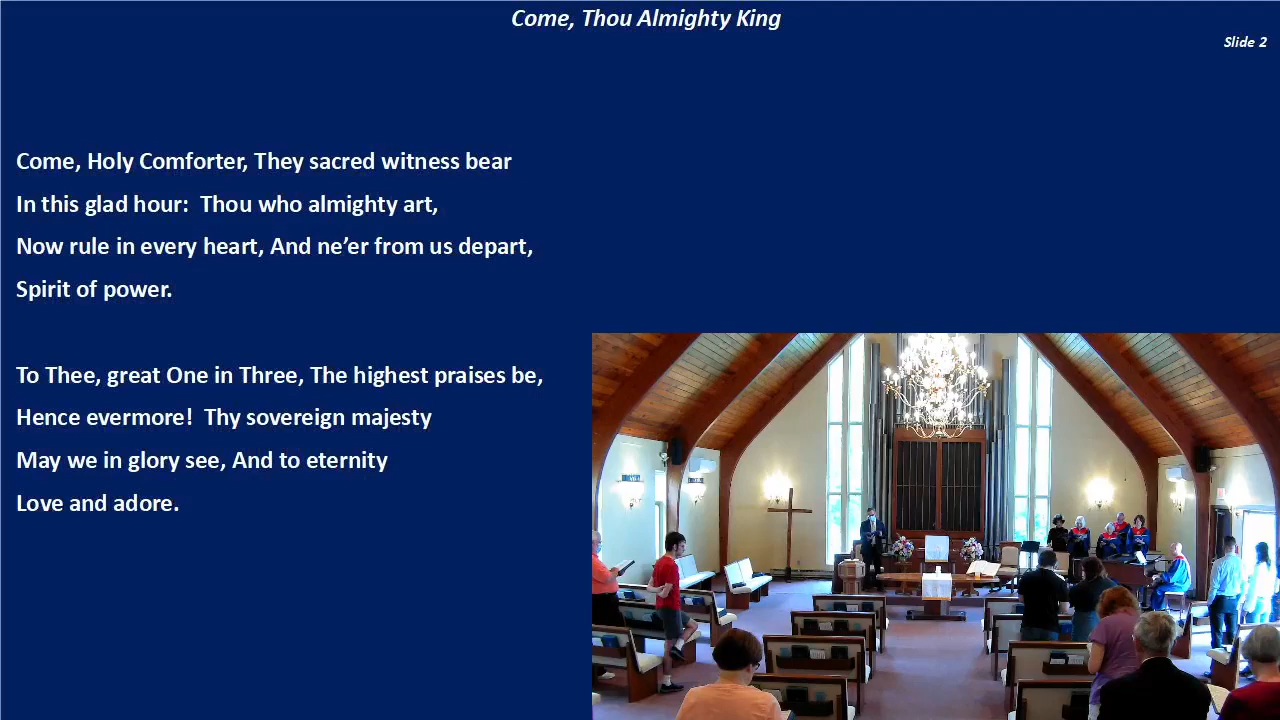 Come, Thou Almighty King
Slide 2
Come, Holy Comforter, They sacred witness bear
In this glad hour:  Thou who almighty art,
Now rule in every heart, And ne’er from us depart,
Spirit of power.
To Thee, great One in Three, The highest praises be,
Hence evermore!  Thy sovereign majesty
May we in glory see, And to eternity
Love and adore.